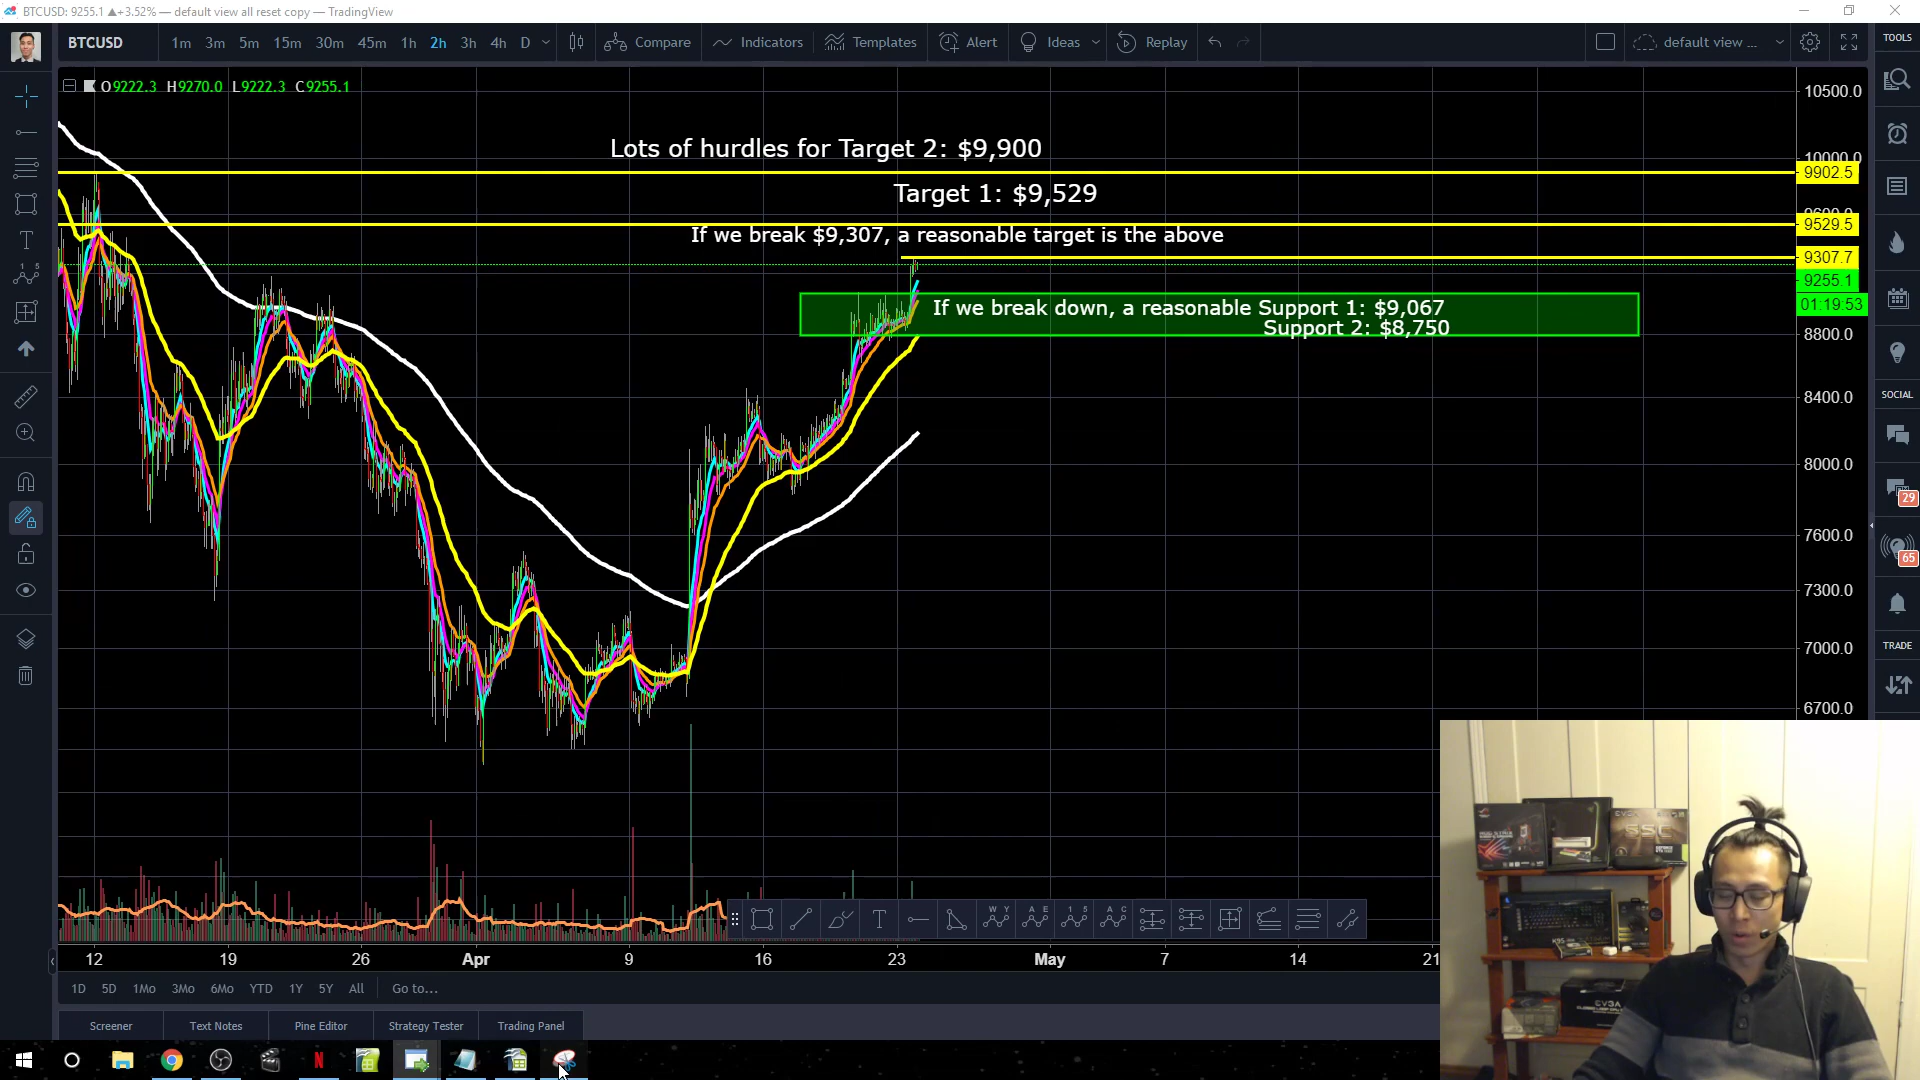 BTCUSD: 9255.1 ▲+3.52% — default view all reset copy — TradingView
BTCUSD 1m 3m 5m 15m 30m 45m 1h 2h 3h 4h D Compare Indicators Templates Alert Ideas Replay default view ...
TOOLS
O9222.3 H9270.0 L9222.3 C9255.1
10500.0
Lots of hurdles for Target 2: $9,900
10000.0
9902.5
Target 1: $9,529
9600.0
9529.5
If we break $9,307, a reasonable target is the above
9307.7
9255.1
01:19:53
If we break down, a reasonable Support 1: $9,067
Support 2: $8,750
8800.0
SOCIAL
8400.0
8000.0
29
7600.0
65
7300.0
7000.0
TRADE
6700.0
12 19 26 Apr 9 16 23 May 7 14 21
1D 5D 1Mo 3Mo 6Mo YTD 1Y 5Y All Go to...
Screener Text Notes Pine Editor Strategy Tester Trading Panel
EVGA
SSC
EVGA